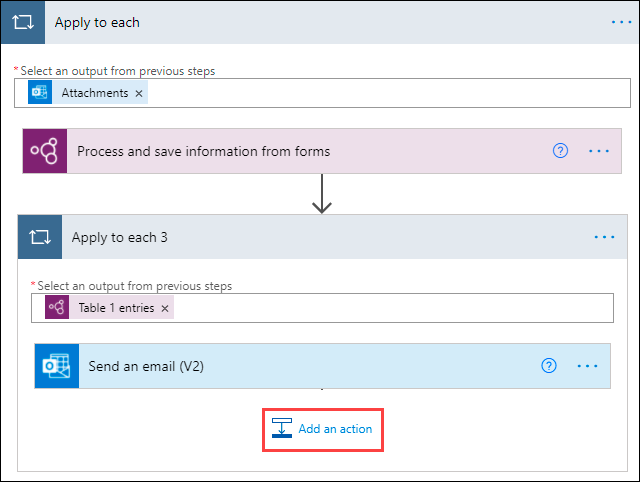 Apply to each
* Select an output from previous steps
Attachments ×
Process and save information from forms
Apply to each 3
* Select an output from previous steps
Table 1 entries ×
Send an email (V2)
Add an action